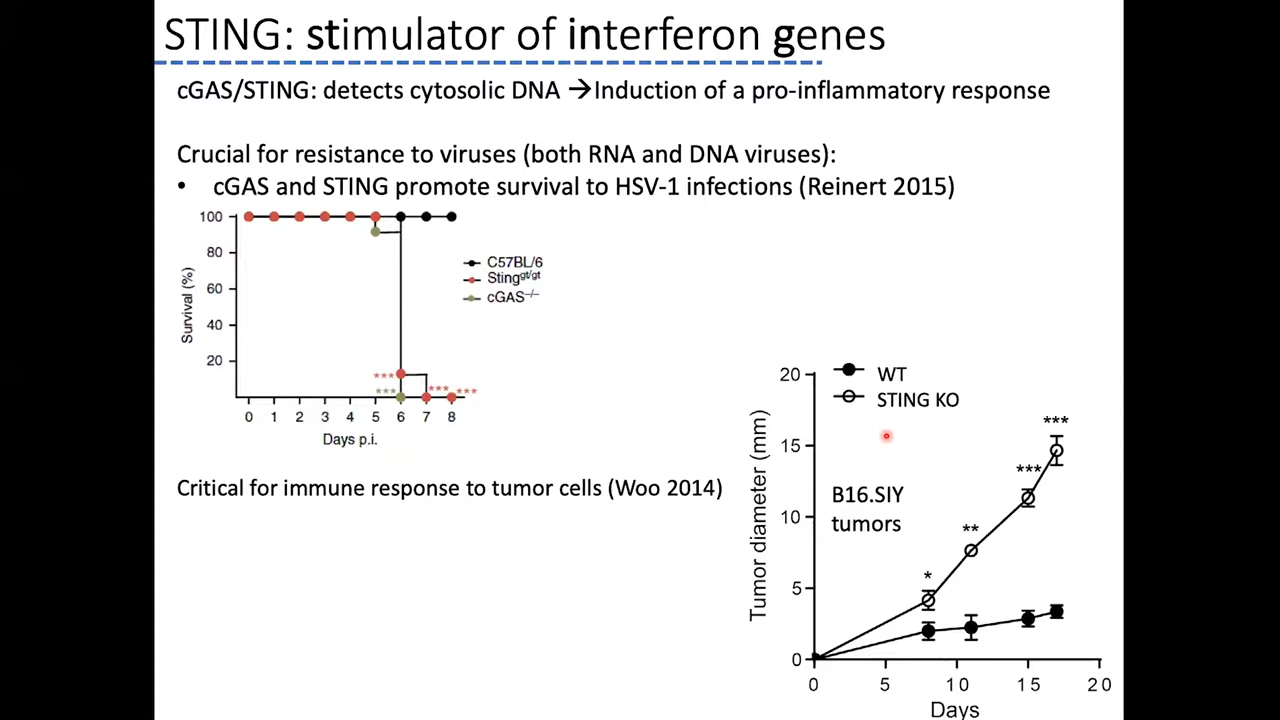 STING: stimulator of interferon genes
cGAS/STING: detects cytosolic DNA →Induction of a pro-inflammatory response
Crucial for resistance to viruses (both RNA and DNA viruses):
• cGAS and STING promote survival to HSV-1 infections (Reinert 2015)
100
80
60
40
20
Survival (%)
C57BL/6
Sting^gt/gt
cGAS^–/–
***
***
***
***
0 1 2 3 4 5 6 7 8
Days p.i.
Critical for immune response to tumor cells (Woo 2014)
20
15
10
5
0
Tumor diameter (mm)
WT
STING KO
B16.SIY
tumors
*
**
***
***
0 5 10 15 20
Days